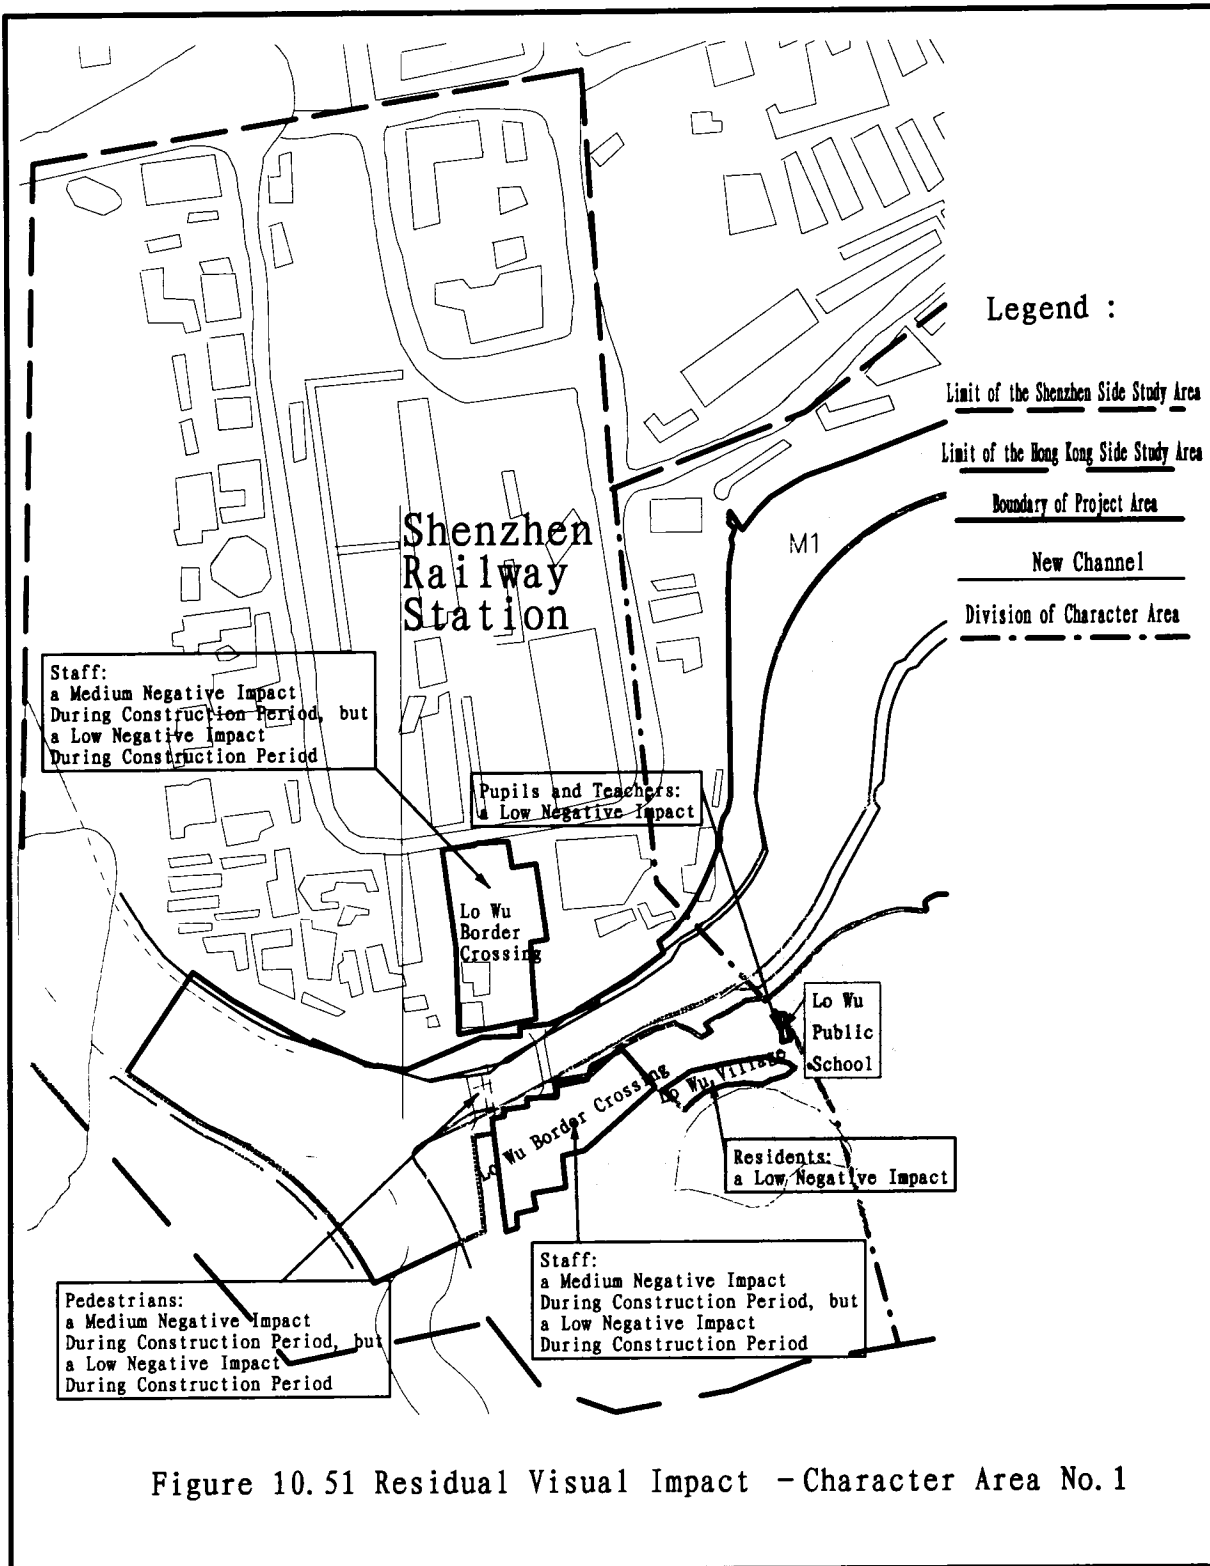 Legend :
Limit of the Shenzhen Side Study Area
Limit of the Hong Kong Side Study Area
Boundary of Project Area
New Channel
Division of Character Area
M1
Shenzhen
Railway
Station
Staff:
a Medium Negative Impact
During Construction Period, but
a Low Negative Impact
During Construction Period
Pupils and Teachers:
a Low Negative Impact
Lo Wu
Border
Crossing
Lo Wu
Public
School
Lo Wu Village
Lo Wu Border Crossing
Residents:
a Low Negative Impact
Staff:
a Medium Negative Impact
During Construction Period, but
a Low Negative Impact
During Construction Period
Pedestrians:
a Medium Negative Impact
During Construction Period, but
a Low Negative Impact
During Construction Period
Figure 10.51 Residual Visual Impact - Character Area No.1